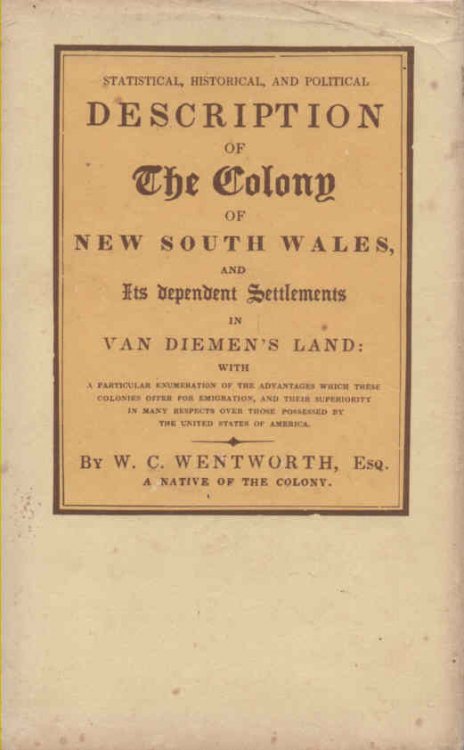 STATISTICAL, HISTORICAL, AND POLITICAL
DESCRIPTION
OF
The Colony
OF
NEW SOUTH WALES,
AND
Its dependent Settlements
IN
VAN DIEMEN'S LAND:
WITH
A PARTICULAR ENUMERATION OF THE ADVANTAGES WHICH THESE
COLONIES OFFER FOR EMIGRATION, AND THEIR SUPERIORITY
IN MANY RESPECTS OVER THOSE POSSESSED BY
THE UNITED STATES OF AMERICA.
BY W. C. WENTWORTH, ESQ.
A NATIVE OF THE COLONY.